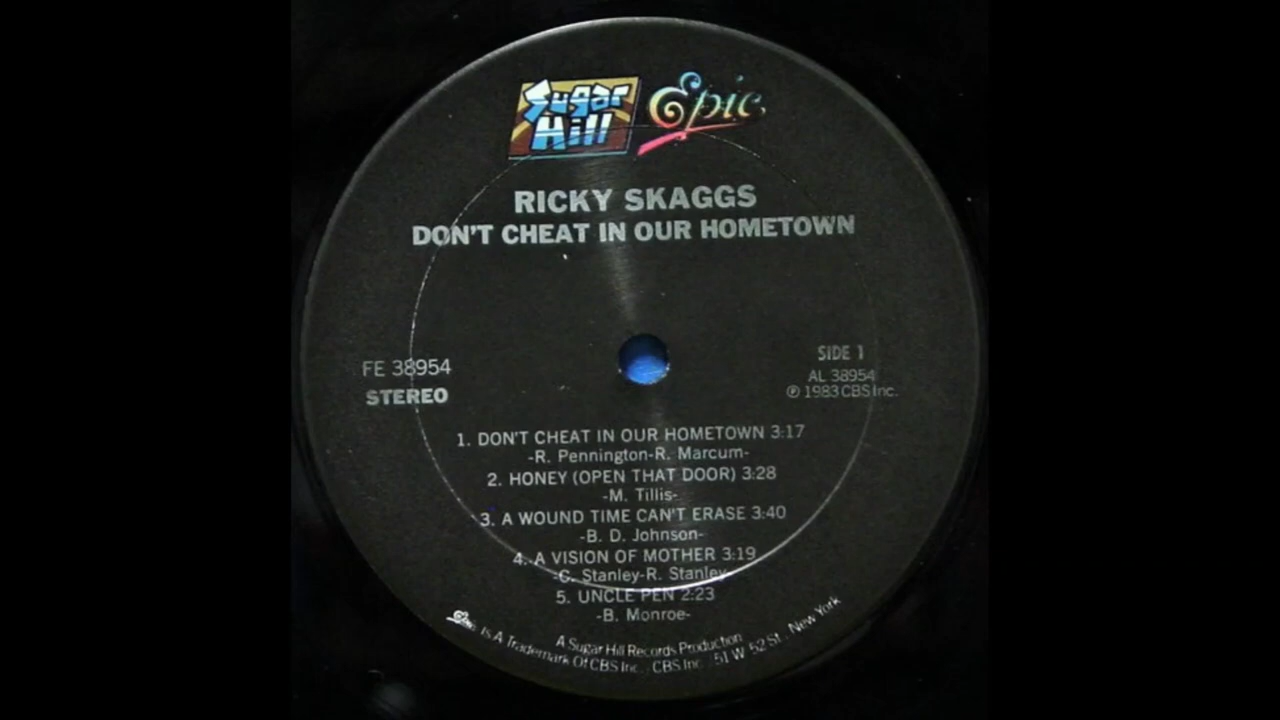 Sugar Hill
Epic
RICKY SKAGGS
DON'T CHEAT IN OUR HOMETOWN
FE 38954
STEREO
SIDE 1
AL 38954
℗ 1983 CBS Inc.
1. DON'T CHEAT IN OUR HOMETOWN 3:17
-R. Pennington-R. Marcum-
2. HONEY (OPEN THAT DOOR) 3:28
-M. Tillis-
3. A WOUND TIME CAN'T ERASE 3:40
-B. D. Johnson-
4. A VISION OF MOTHER 3:19
-C. Stanley-R. Stanley-
5. UNCLE PEN 2:23
-B. Monroe-
A Sugar Hill Records Production
Epic Is A Trademark Of CBS Inc., CBS Inc. 51 W 52 St., New York